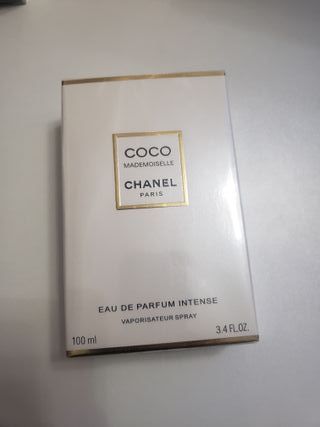 COCO
MADEMOISELLE
CHANEL
PARIS
EAU DE PARFUM INTENSE
VAPORISATEUR SPRAY
100 ml
3.4 FL.OZ.